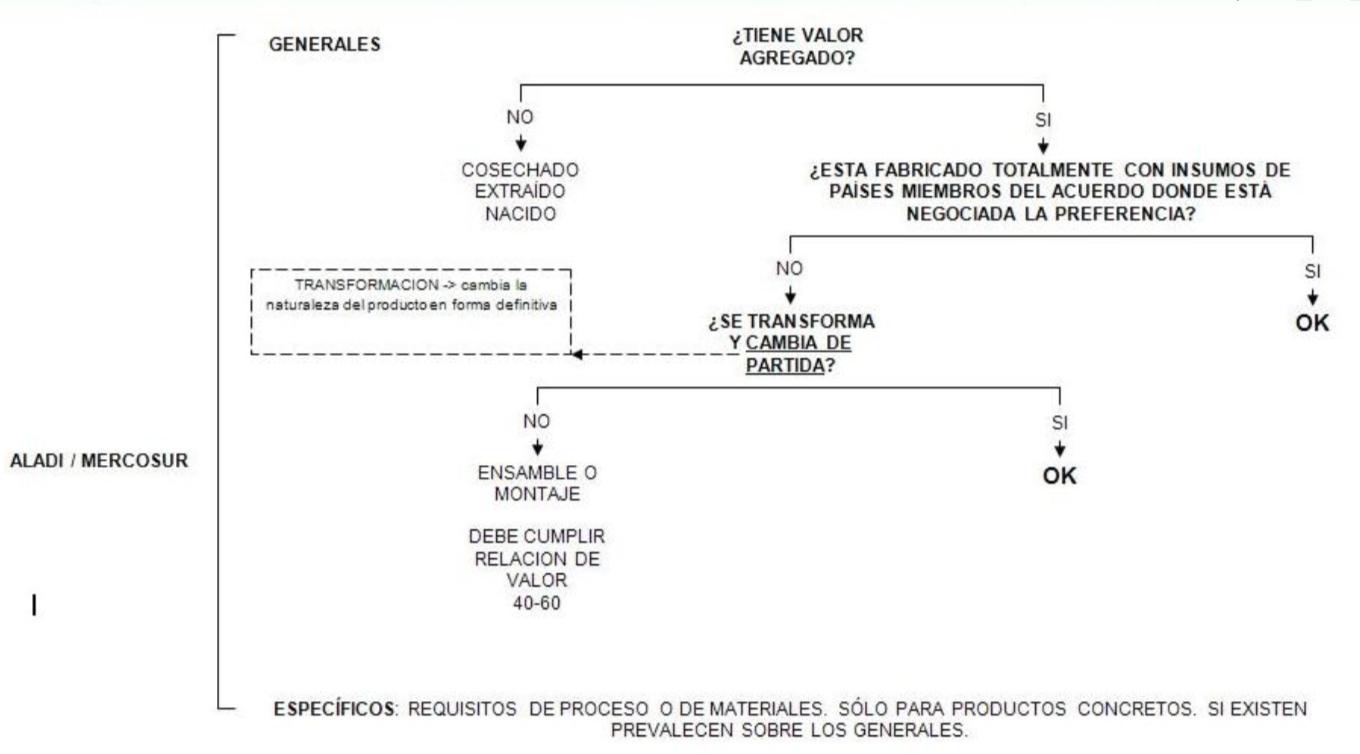 GENERALES
¿TIENE VALOR
AGREGADO?
NO
SI
COSECHADO
EXTRAÍDO
NACIDO
¿ESTA FABRICADO TOTALMENTE CON INSUMOS DE
PAÍSES MIEMBROS DEL ACUERDO DONDE ESTÁ
NEGOCIADA LA PREFERENCIA?
NO
SI
TRANSFORMACION -> cambia la
naturaleza del producto en forma definitiva
¿SE TRANSFORMA
Y CAMBIA DE
PARTIDA?
OK
NO
SI
ALADI / MERCOSUR
ENSAMBLE O
MONTAJE
OK
DEBE CUMPLIR
RELACION DE
VALOR
40-60
ESPECÍFICOS: REQUISITOS DE PROCESO O DE MATERIALES. SÓLO PARA PRODUCTOS CONCRETOS. SI EXISTEN
PREVALECEN SOBRE LOS GENERALES.